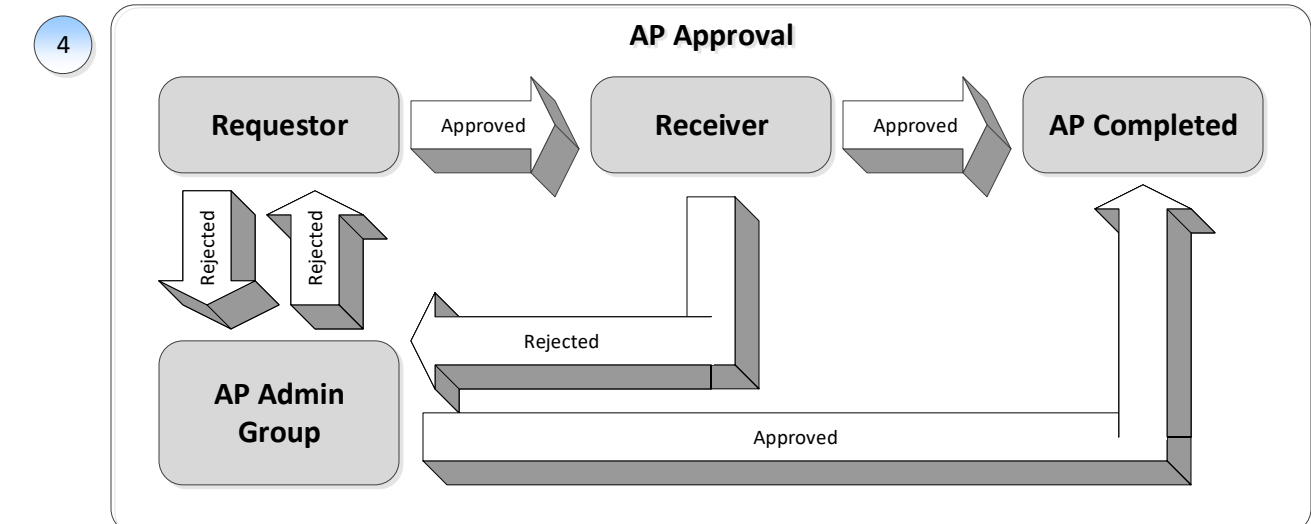 4
AP Approval
Requestor
Approved
Receiver
Approved
AP Completed
Rejected
Rejected
Rejected
AP Admin
Group
Approved